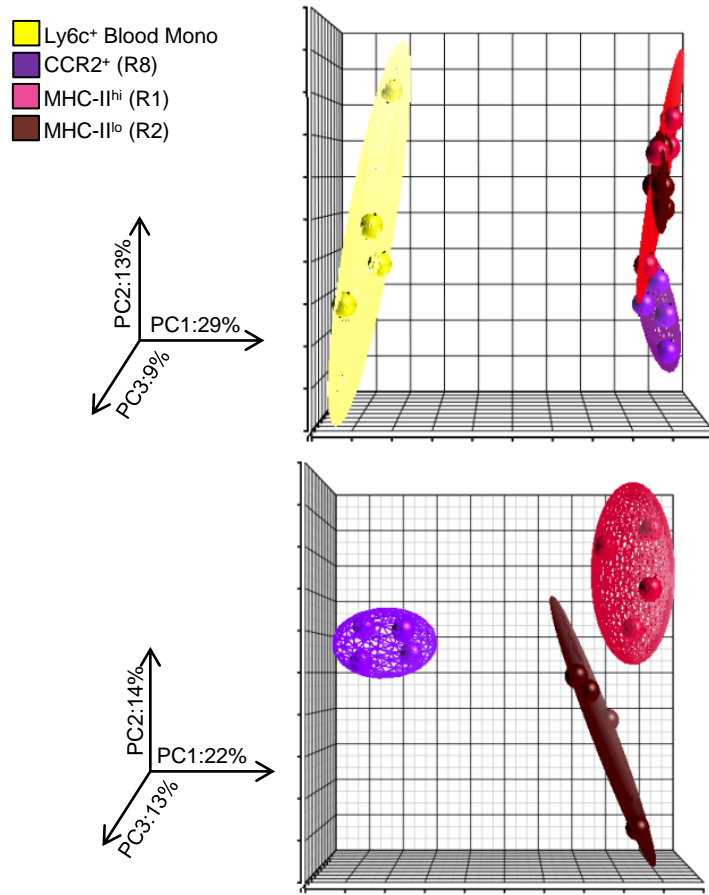 Ly6c⁺ Blood Mono
CCR2⁺ (R8)
MHC-IIʰⁱ (R1)
MHC-IIˡᵒ (R2)
PC2:13%
PC1:29%
PC3:9%
PC2:14%
PC1:22%
PC3:13%